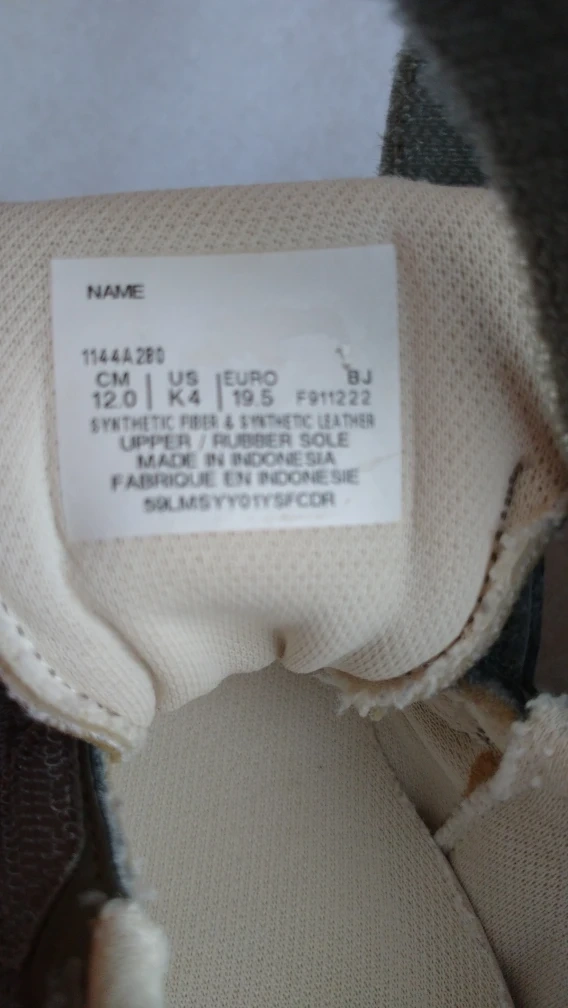 NAME
1144A280
CM | US | EURO BJ
12.0 | K4 | 19.5 F911222
SYNTHETIC FIBER & SYNTHETIC LEATHER
UPPER / RUBBER SOLE
MADE IN INDONESIA
FABRIQUE EN INDONESIE
59LMSYY01YSFCDR